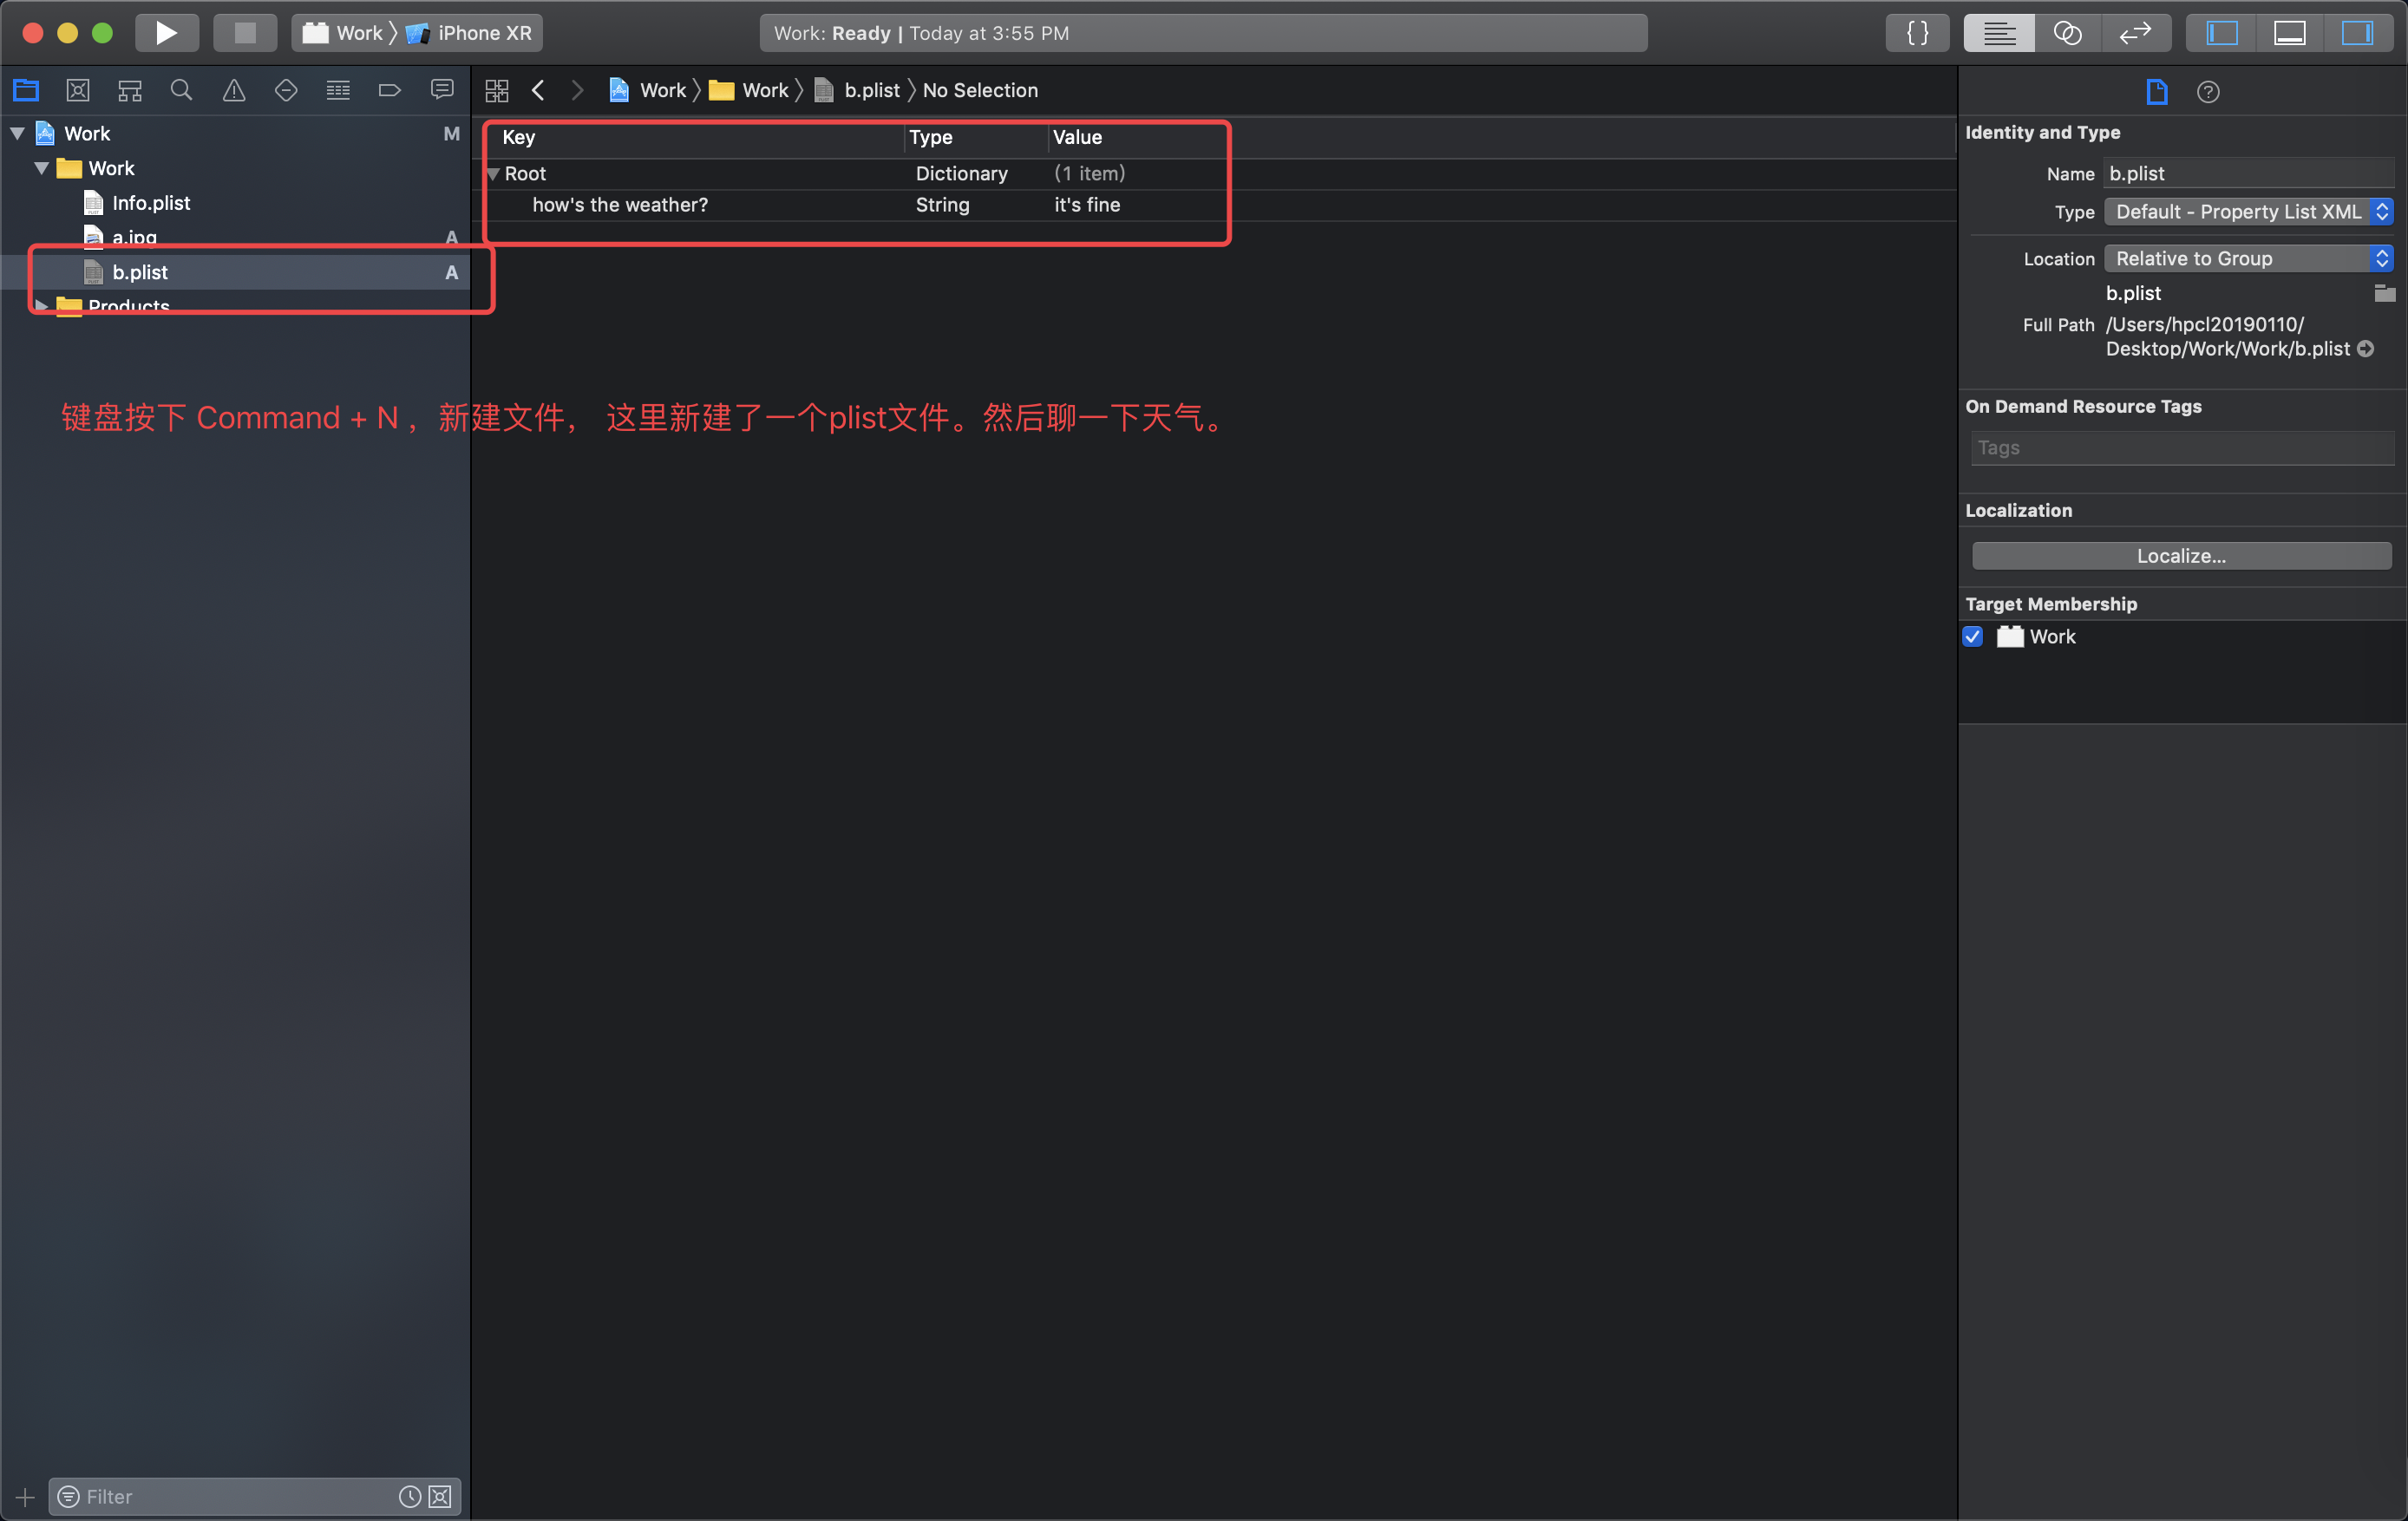 Work 〉 iPhone XR
Work: Ready | Today at 3:55 PM
{ }
Work 〉 Work 〉 b.plist 〉 No Selection
Work M
Work
Info.plist
a.jpg A
b.plist A
Products
Key Type Value
Root Dictionary (1 item)
how's the weather? String it's fine
键盘按下 Command + N ，新建文件， 这里新建了一个plist文件。然后聊一下天气。
Filter
Identity and Type
Name b.plist
Type Default - Property List XML
Location Relative to Group
b.plist
Full Path /Users/hpcl20190110/
Desktop/Work/Work/b.plist
On Demand Resource Tags
Tags
Localization
Localize...
Target Membership
Work